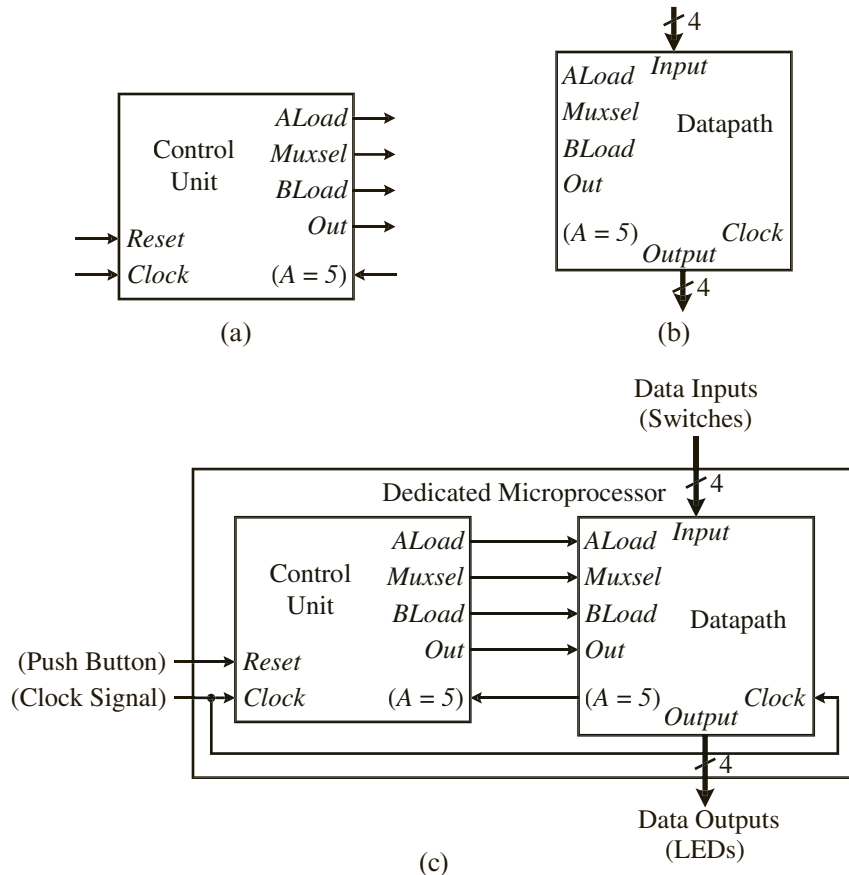 Control
Unit
ALoad
Muxsel
BLoad
Out
Reset
Clock
(A = 5)
(a)
4
Input
ALoad
Muxsel
BLoad
Out
Datapath
(A = 5)
Clock
Output
4
(b)
Data Inputs
(Switches)
4
Dedicated Microprocessor
Control
Unit
ALoad
Muxsel
BLoad
Out
(Push Button)
Reset
(Clock Signal)
Clock
(A = 5)
Input
ALoad
Muxsel
BLoad
Out
Datapath
(A = 5)
Clock
Output
4
Data Outputs
(LEDs)
(c)